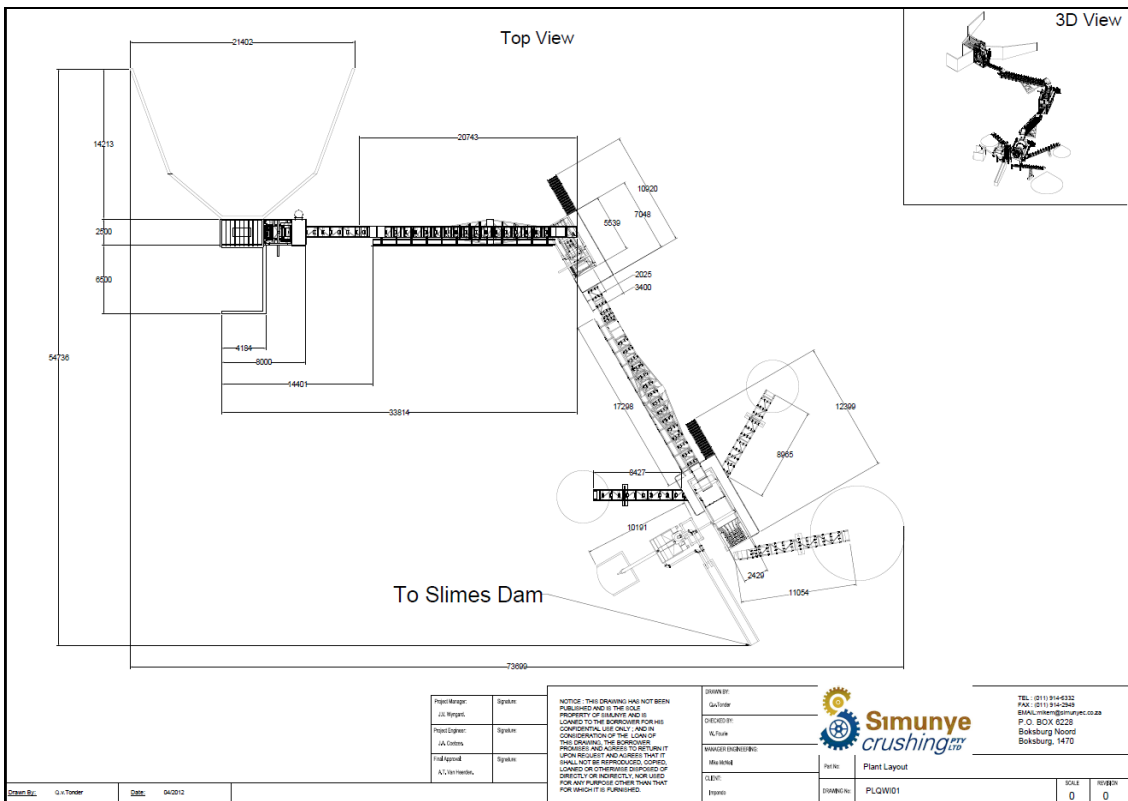 Top View
3D View
21402
14213
2500
6500
54736
20743
10920
7048
5539
2025
3400
4184
8000
14401
33814
17298
12399
8965
8427
10191
2429
11054
To Slimes Dam
73699
Project Manager: Signature
Project Engineer: Signature
Final Approval: Signature
NOTICE : THIS DRAWING HAS NOT BEEN
PUBLISHED AND IS THE SOLE
PROPERTY OF SIMUNYE AND IS
LOANED TO THE BORROWER FOR HIS
CONFIDENTIAL USE ONLY ; AND IN
CONSIDERATION OF THE LOAN OF
THIS DRAWING, THE BORROWER
PROMISES AND AGREES TO RETURN IT
UPON REQUEST AND AGREES THAT IT
SHALL NOT BE REPRODUCED, COPIED,
LOANED OR OTHERWISE DISPOSED OF
DIRECTLY OR INDIRECTLY, NOR USED
FOR ANY PURPOSE OTHER THAN THAT
FOR WHICH IT IS FURNISHED.
DRAWN BY:
Q.v.Tonder
CHECKED BY:
W. Fourie
MANAGER ENGINEERING:
Mike McNeil
CLIENT:
Simunye
crushing PTY LTD
TEL : (011) 914-6332
FAX : (011) 914-2949
EMAIL:mikem@simunyec.co.za
P.O. BOX 6228
Boksburg Noord
Boksburg, 1470
Part No: Plant Layout
DRAWING No: PLQWI01
SCALE REVISION
0 0
Drawn By: Q.v.Tonder Date: 04/2012